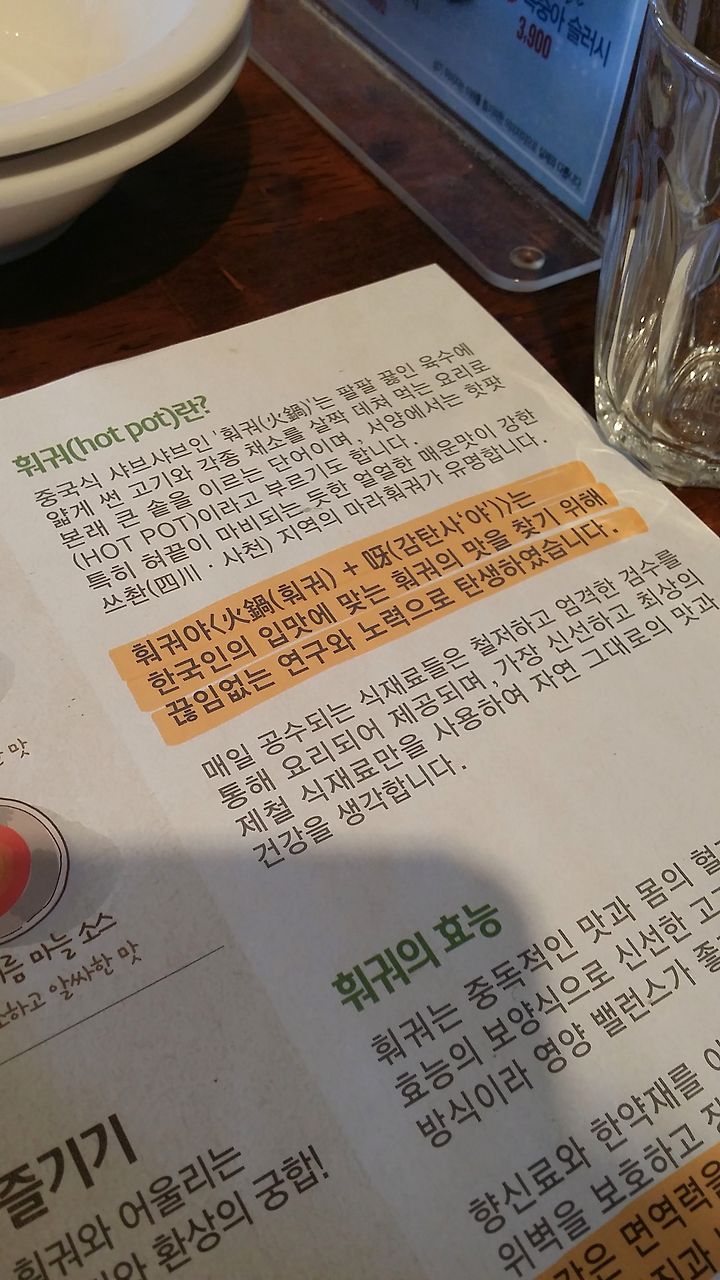 슬러시
3,900
훠궈(hot pot)란?
중국식 샤브샤브인 '훠궈(火鍋)'는 팔팔 끓인 육수에
얇게 썬 고기와 각종 채소를 살짝 데쳐 먹는 요리로
본래 큰 솥을 이르는 단어이며, 서양에서는 핫팟
(HOT POT)이라고 부르기도 합니다.
특히 혀끝이 마비되는 듯한 얼얼한 매운맛이 강한
쓰촨(四川·사천) 지역의 마라훠궈가 유명합니다.
훠궈야<火鍋(훠궈) + 呀(감탄사'야')>는
한국인의 입맛에 맞는 훠궈의 맛을 찾기 위해
끊임없는 연구와 노력으로 탄생하였습니다.
매일 공수되는 식재료들은 철저하고 엄격한 검수를
통해 요리되어 제공되며, 가장 신선하고 최상의
제철 식재료만을 사용하여 자연 그대로의 맛과
건강을 생각합니다.
훠궈의 효능
훠궈는 중독적인 맛과 몸의
효능의 보양식으로 신선한
방식이라 영양 밸런스가
향신료와 한약재를
위벽을 보호하고
면역력을
맛
마늘 소스
알싸한 맛
즐기기
훠궈와 어울리는
환상의 궁합!